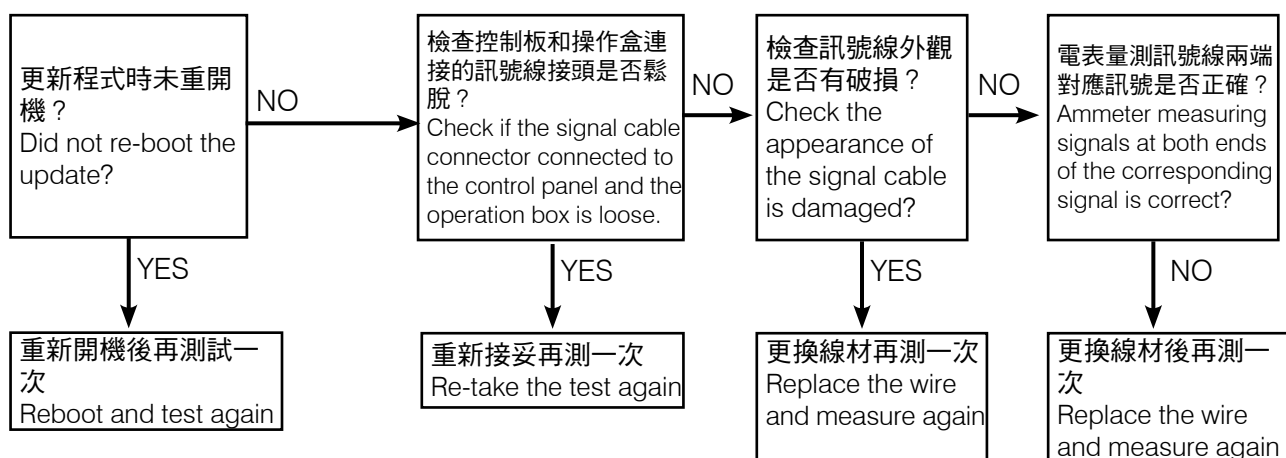 更新程式時未重開
機？
Did not re-boot the
update?
NO
檢查控制板和操作盒連
接的訊號線接頭是否鬆
脫？
Check if the signal cable
connector connected to
the control panel and the
operation box is loose.
NO
檢查訊號線外觀
是否有破損？
Check the
appearance of
the signal cable
is damaged?
NO
電表量測訊號線兩端
對應訊號是否正確？
Ammeter measuring
signals at both ends
of the corresponding
signal is correct?
YES
YES
YES
NO
重新開機後再測試一
次
Reboot and test again
重新接妥再測一次
Re-take the test again
更換線材再測一次
Replace the wire
and measure again
更換線材後再測一
次
Replace the wire
and measure again